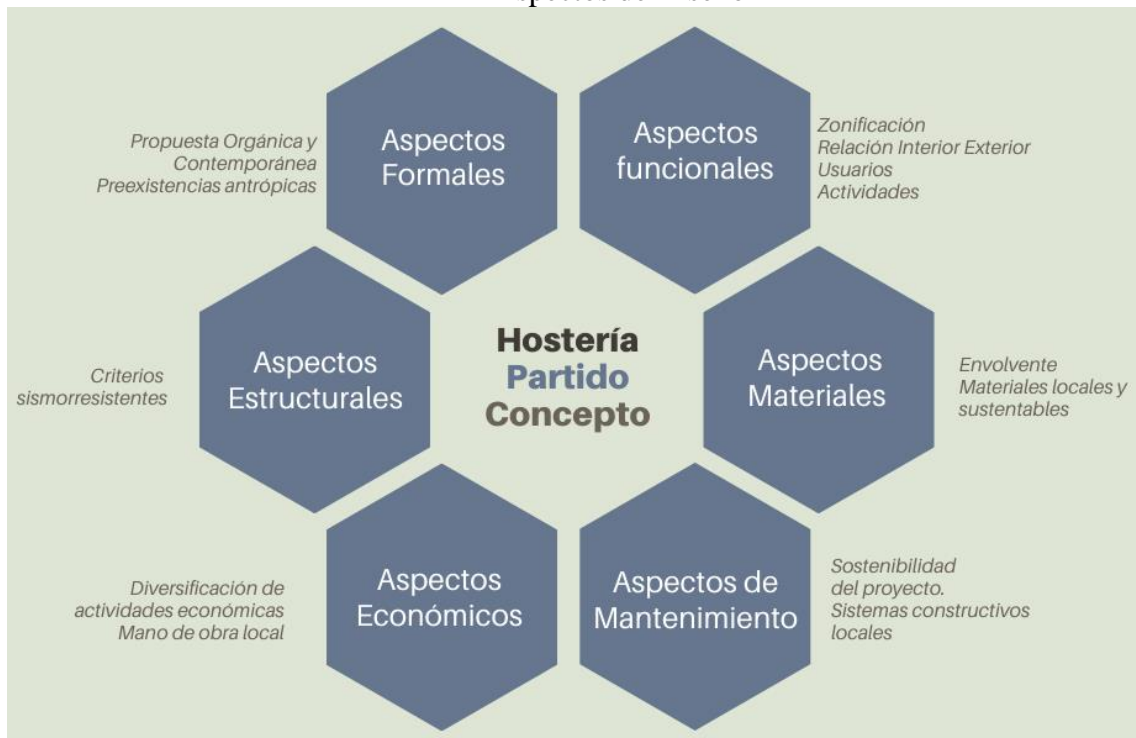 Propuesta Orgánica y
Contemporánea
Preexistencias antrópicas
Aspectos
Formales
Aspectos
funcionales
Zonificación
Relación Interior Exterior
Usuarios
Actividades
Criterios
sismorresistentes
Aspectos
Estructurales
Hostería
Partido
Concepto
Aspectos
Materiales
Envolvente
Materiales locales y
sustentables
Diversificación de
actividades económicas
Mano de obra local
Aspectos
Económicos
Aspectos de
Mantenimiento
Sostenibilidad
del proyecto.
Sistemas constructivos
locales